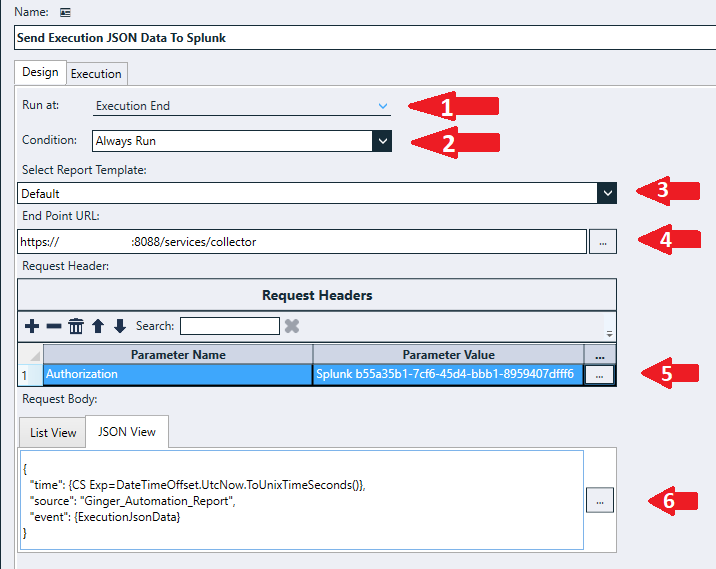 Name:
Send Execution JSON Data To Splunk
Design Execution
Run at: Execution End 1
Condition: Always Run 2
Select Report Template:
Default 3
End Point URL:
https:// :8088/services/collector ... 4
Request Header:
Request Headers
Search:
Parameter Name Parameter Value ...
1 Authorization Splunk b55a35b1-7cf6-45d4-bbb1-8959407dfff6 ... 5
Request Body:
List View JSON View
{
"time": {CS Exp=DateTimeOffset.UtcNow.ToUnixTimeSeconds()},
"source": "Ginger_Automation_Report",
"event": {ExecutionJsonData}
}
... 6